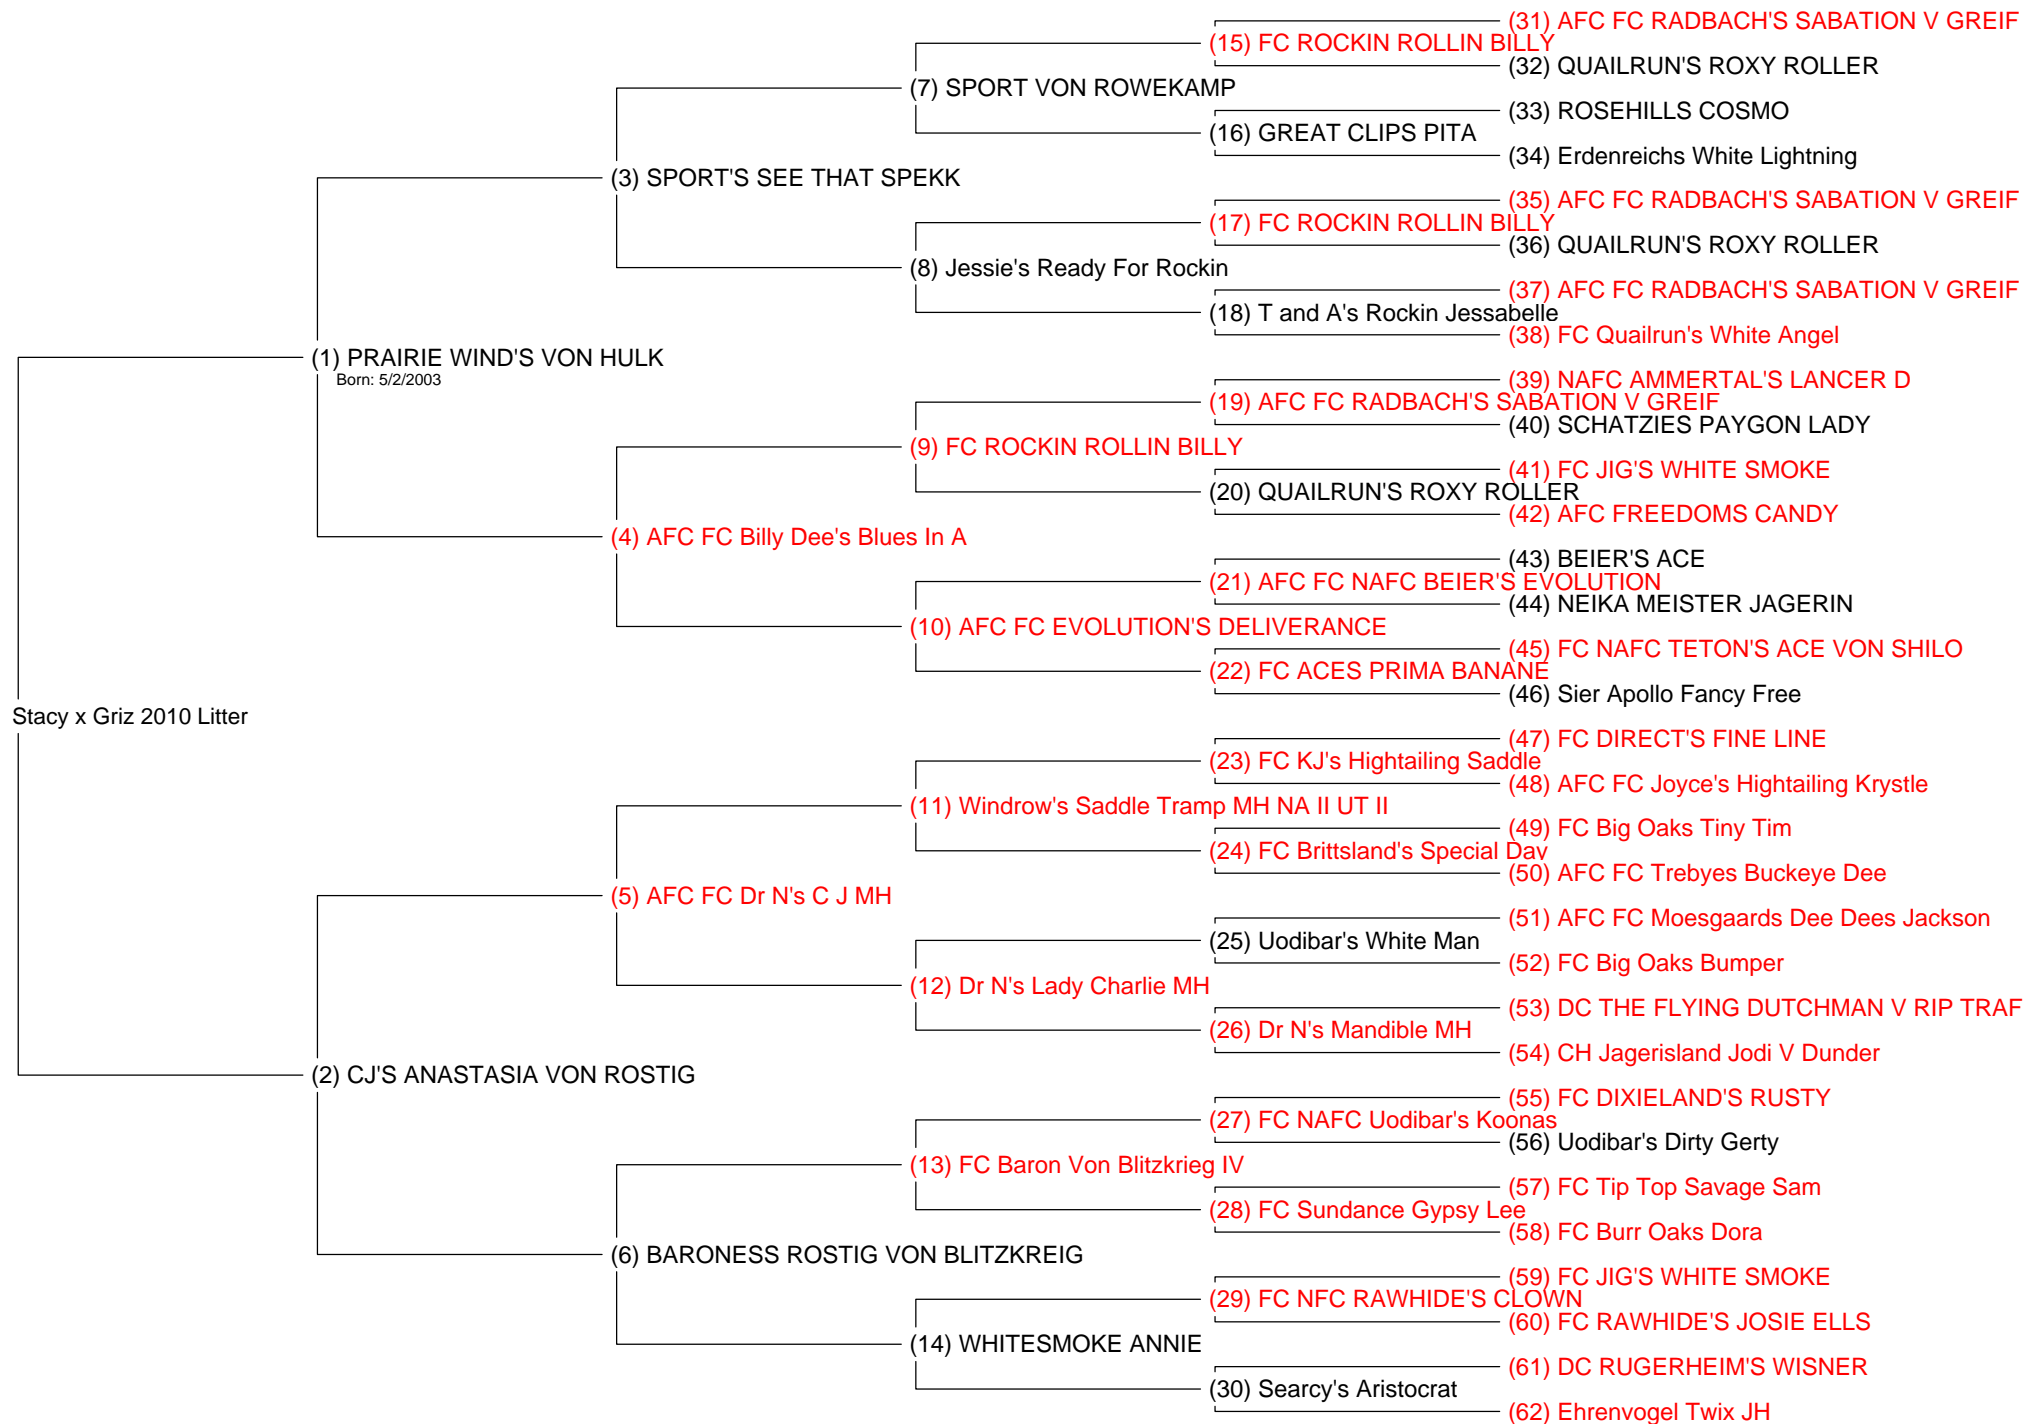 (31) AFC FC RADBACH'S SABATION V GREIF
(15) FC ROCKIN ROLLIN BILLY
(32) QUAILRUN'S ROXY ROLLER
(7) SPORT VON ROWEKAMP
(33) ROSEHILLS COSMO
(16) GREAT CLIPS PITA
(34) Erdenreichs White Lightning
(3) SPORT'S SEE THAT SPEKK
(35) AFC FC RADBACH'S SABATION V GREIF
(17) FC ROCKIN ROLLIN BILLY
(36) QUAILRUN'S ROXY ROLLER
(8) Jessie's Ready For Rockin
(37) AFC FC RADBACH'S SABATION V GREIF
(18) T and A's Rockin Jessabelle
(38) FC Quailrun's White Angel
(1) PRAIRIE WIND'S VON HULK
Born: 5/2/2003
(39) NAFC AMMERTAL'S LANCER D
(19) AFC FC RADBACH'S SABATION V GREIF
(40) SCHATZIES PAYGON LADY
(9) FC ROCKIN ROLLIN BILLY
(41) FC JIG'S WHITE SMOKE
(20) QUAILRUN'S ROXY ROLLER
(42) AFC FREEDOMS CANDY
(4) AFC FC Billy Dee's Blues In A
(43) BEIER'S ACE
(21) AFC FC NAFC BEIER'S EVOLUTION
(44) NEIKA MEISTER JAGERIN
(10) AFC FC EVOLUTION'S DELIVERANCE
(45) FC NAFC TETON'S ACE VON SHILO
(22) FC ACES PRIMA BANANE
(46) Sier Apollo Fancy Free
Stacy x Griz 2010 Litter
(47) FC DIRECT'S FINE LINE
(23) FC KJ's Hightailing Saddle
(48) AFC FC Joyce's Hightailing Krystle
(11) Windrow's Saddle Tramp MH NA II UT II
(49) FC Big Oaks Tiny Tim
(24) FC Brittsland's Special Day
(50) AFC FC Trebyes Buckeye Dee
(5) AFC FC Dr N's C J MH
(51) AFC FC Moesgaards Dee Dees Jackson
(25) Uodibar's White Man
(52) FC Big Oaks Bumper
(12) Dr N's Lady Charlie MH
(53) DC THE FLYING DUTCHMAN V RIP TRAF
(26) Dr N's Mandible MH
(54) CH Jagerisland Jodi V Dunder
(2) CJ'S ANASTASIA VON ROSTIG
(55) FC DIXIELAND'S RUSTY
(27) FC NAFC Uodibar's Koonas
(56) Uodibar's Dirty Gerty
(13) FC Baron Von Blitzkrieg IV
(57) FC Tip Top Savage Sam
(28) FC Sundance Gypsy Lee
(58) FC Burr Oaks Dora
(6) BARONESS ROSTIG VON BLITZKREIG
(59) FC JIG'S WHITE SMOKE
(29) FC NFC RAWHIDE'S CLOWN
(60) FC RAWHIDE'S JOSIE ELLS
(14) WHITESMOKE ANNIE
(61) DC RUGERHEIM'S WISNER
(30) Searcy's Aristocrat
(62) Ehrenvogel Twix JH